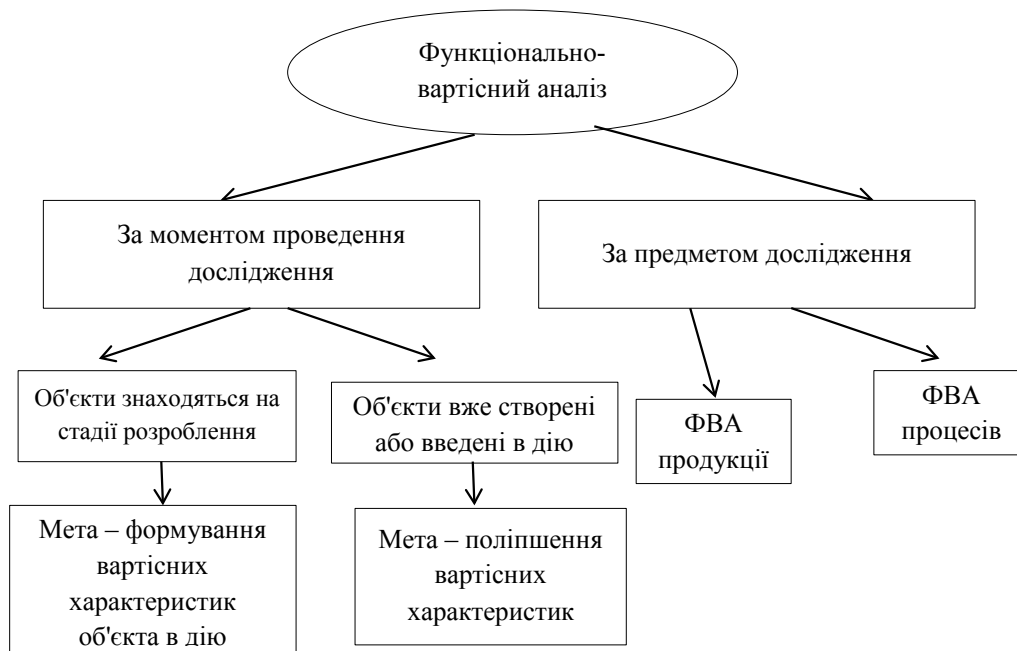 Функціонально-
вартісний аналіз
За моментом проведення
дослідження
За предметом дослідження
Об'єкти знаходяться на
стадії розроблення
Об'єкти вже створені
або введені в дію
ФВА
продукції
ФВА
процесів
Мета – формування
вартісних
характеристик
об'єкта в дію
Мета – поліпшення
вартісних
характеристик